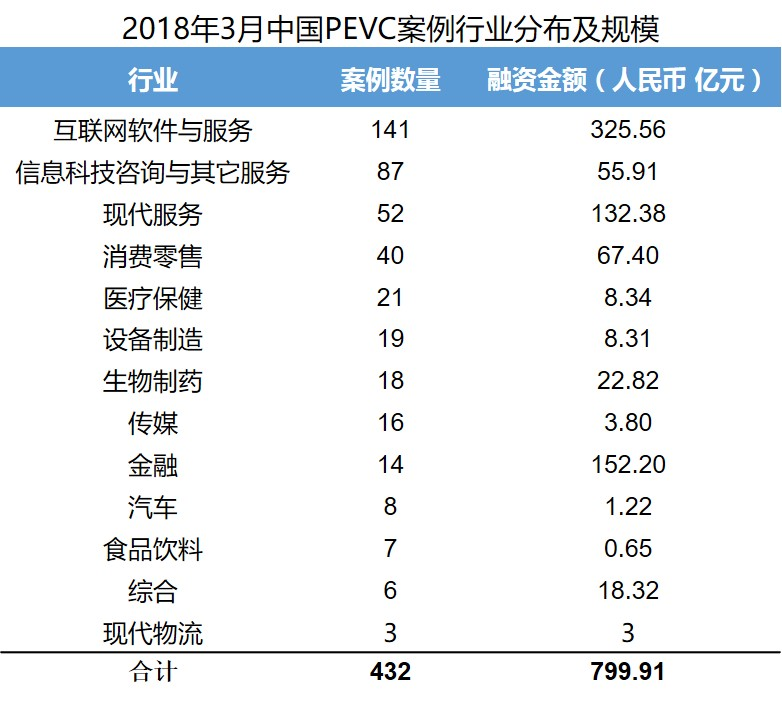 2018年3月中国PEVC案例行业分布及规模
行业 案例数量 融资金额（人民币 亿元）
互联网软件与服务 141 325.56
信息科技咨询与其它服务 87 55.91
现代服务 52 132.38
消费零售 40 67.40
医疗保健 21 8.34
设备制造 19 8.31
生物制药 18 22.82
传媒 16 3.80
金融 14 152.20
汽车 8 1.22
食品饮料 7 0.65
综合 6 18.32
现代物流 3 3
合计 432 799.91